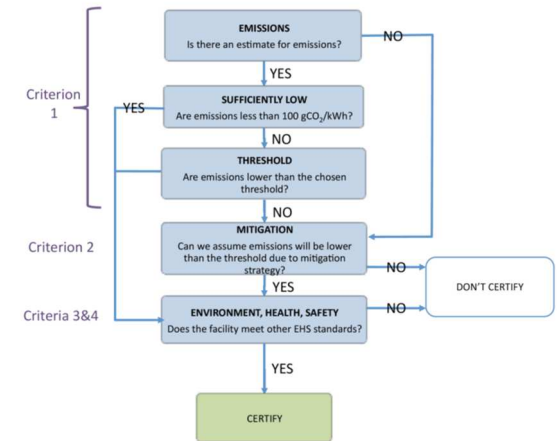 EMISSIONS
Is there an estimate for emissions?
NO
YES
Criterion
1
YES
SUFFICIENTLY LOW
Are emissions less than 100 gCO₂/kWh?
NO
THRESHOLD
Are emissions lower than the chosen
threshold?
NO
Criterion 2
MITIGATION
Can we assume emissions will be lower
than the threshold due to mitigation
strategy?
NO
DON'T CERTIFY
YES
Criteria 3&4
ENVIRONMENT, HEALTH, SAFETY
Does the facility meet other EHS standards?
NO
YES
CERTIFY